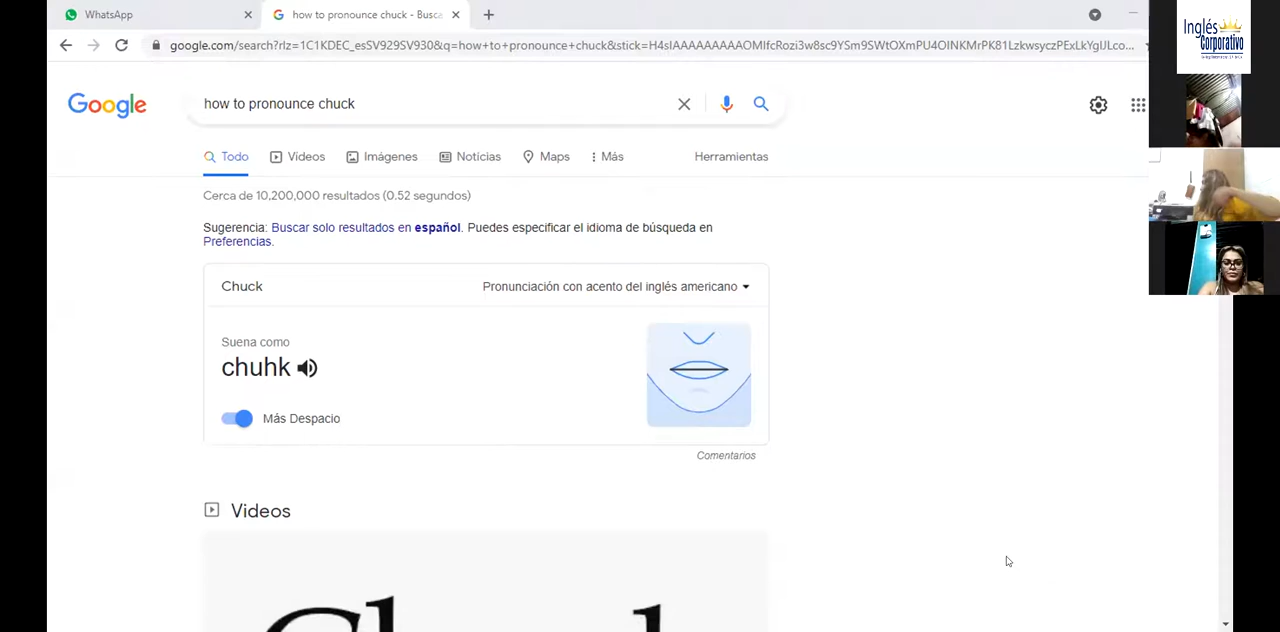 WhatsApp
how to pronounce chuck - Busca
google.com/search?rlz=1C1KDEC_esSV929SV930&q=how+to+pronounce+chuck&stick=H4sIAAAAAAAAAOMIfcRozi3w8sc9YSm9SWtOXmPU4OINKMrPK81LzkwsyczPExLkYgIJLco...
Google
how to pronounce chuck
Todo
Vídeos
Imágenes
Noticias
Maps
Más
Herramientas
Cerca de 10,200,000 resultados (0.52 segundos)
Sugerencia: Buscar solo resultados en español. Puedes especificar el idioma de búsqueda en
Preferencias.
Chuck
Pronunciación con acento del inglés americano
Suena como
chuhk
Más Despacio
Comentarios
Videos
Inglés
Corporativo